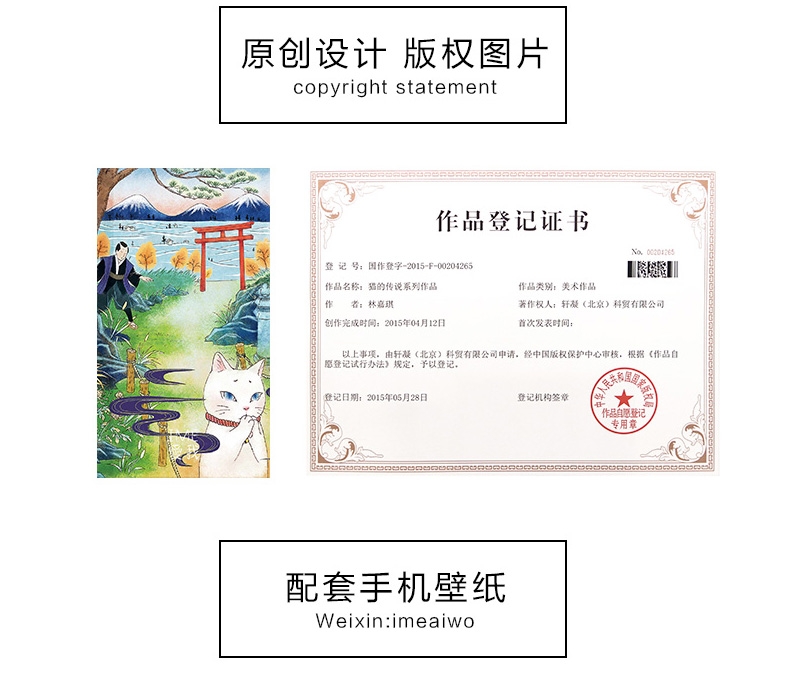 原创设计 版权图片
copyright statement
作品登记证书
No. 00204265
登 记 号：国作登字-2015-F-00204265
作品名称：猫的传说系列作品
作品类别：美术作品
作 者：林嘉琪
著作权人：轩凝（北京）科贸有限公司
创作完成时间：2015年04月12日
首次发表时间：
以上事项，由轩凝（北京）科贸有限公司申请，经中国版权保护中心审核，根据《作品自
愿登记试行办法》规定，予以登记。
登记日期：2015年05月28日
登记机构签章
中华人民共和国国家版权局
作品自愿登记
专用章
配套手机壁纸
Weixin:imeaiwo